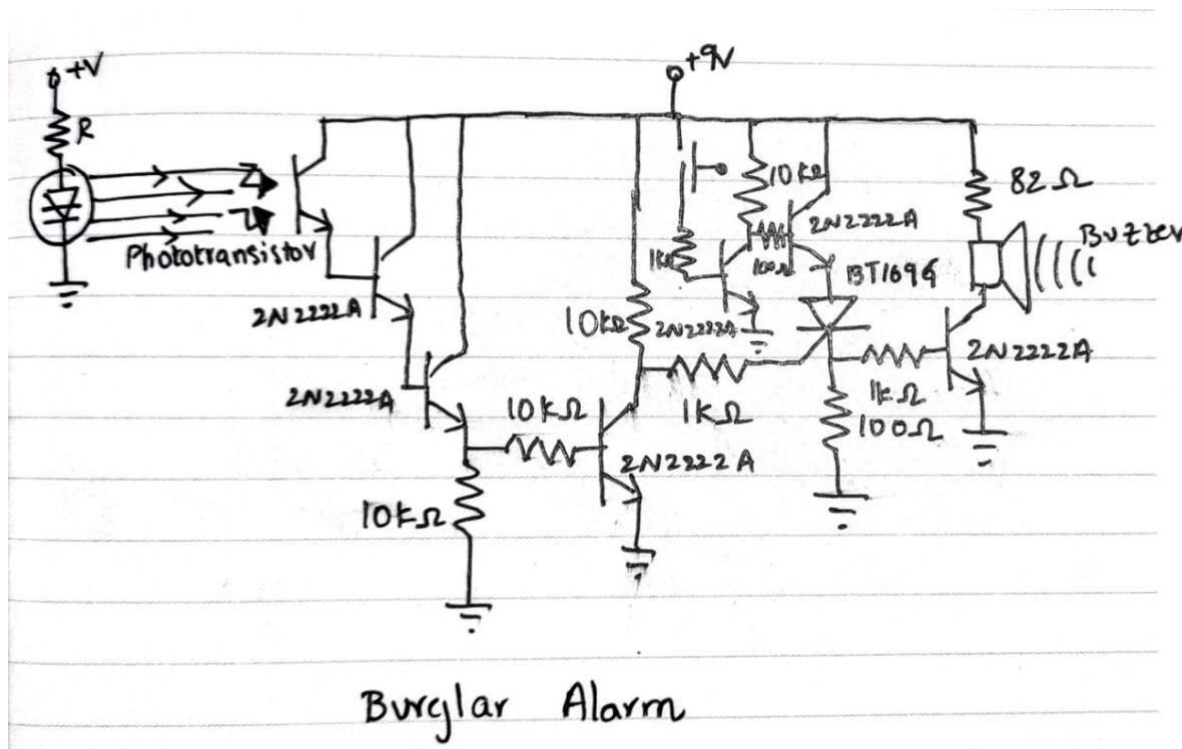 +V
R
Phototransistor
2N2222A
2N2222A
10kΩ
10kΩ
2N2222A
+9V
10kΩ
1kΩ
1k
2N2222A
10kΩ
100Ω
2N2222A
BT169G
1kΩ
100Ω
2N2222A
82Ω
Buzzer
Burglar Alarm